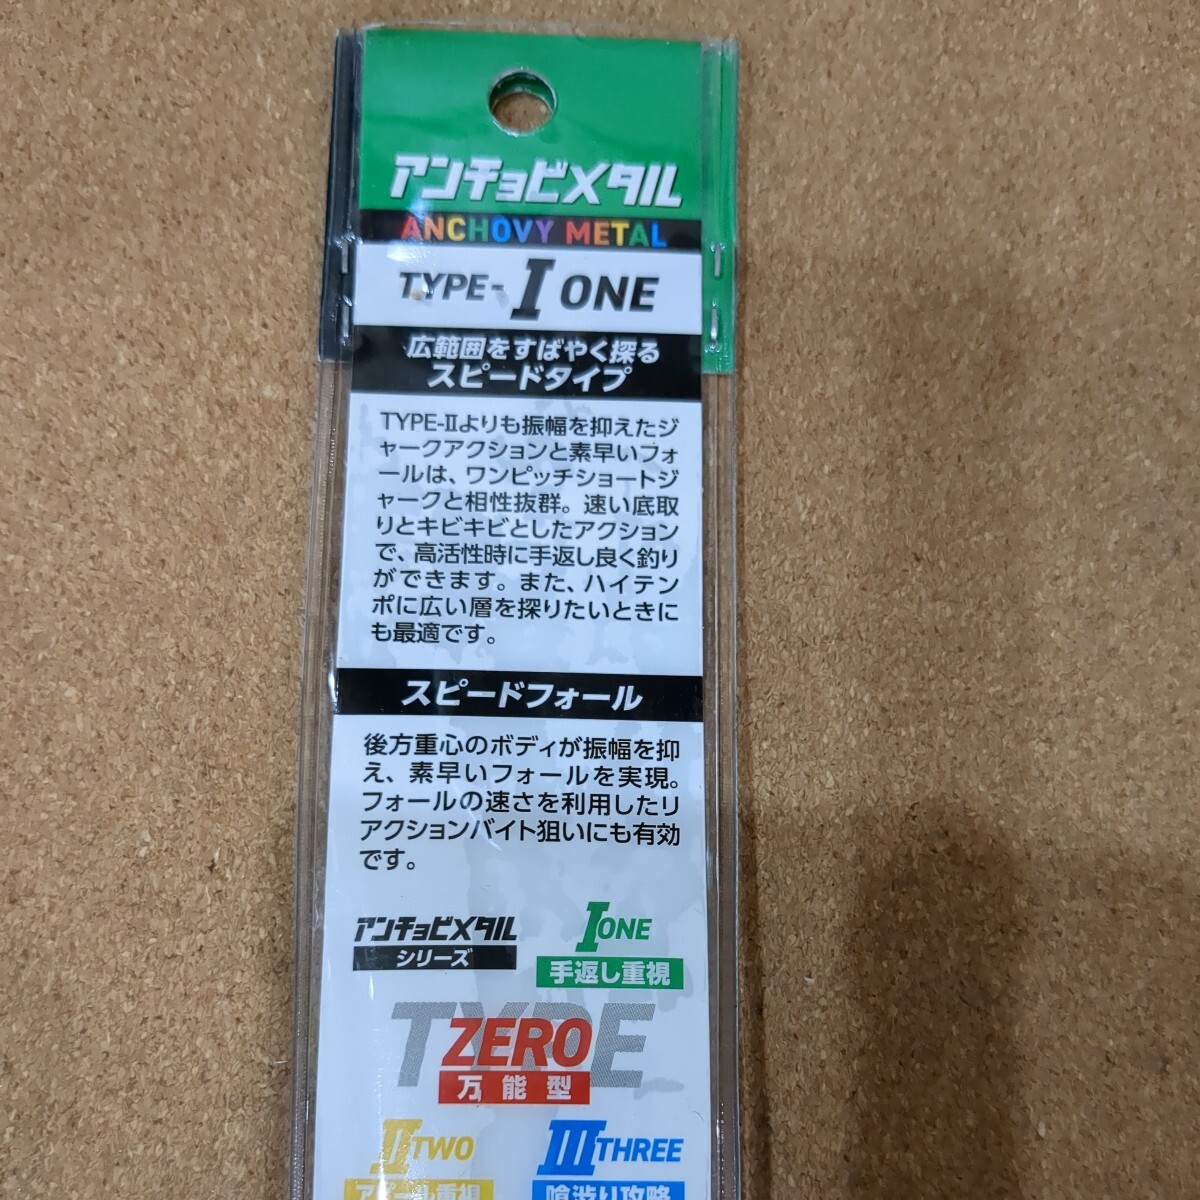 アンチョビメタル
ANCHOVY METAL
TYPE-I ONE
広範囲をすばやく探る
スピードタイプ
TYPE-IIよりも振幅を抑えたジ
ャークアクションと素早いフォ
ールは、ワンピッチショートジ
ャークと相性抜群。速い底取
りとキビキビとしたアクション
で、高活性時に手返し良く釣り
ができます。また、ハイテン
ポに広い層を探りたいときに
も最適です。
スピードフォール
後方重心のボディが振幅を抑
え、素早いフォールを実現。
フォールの速さを利用したリ
アクションバイト狙いにも有効
です。
アンチョビメタル
シリーズ
I ONE
手返し重視
TYPE
ZERO
万能型
II TWO
アピール重視
III THREE
喰渋り攻略